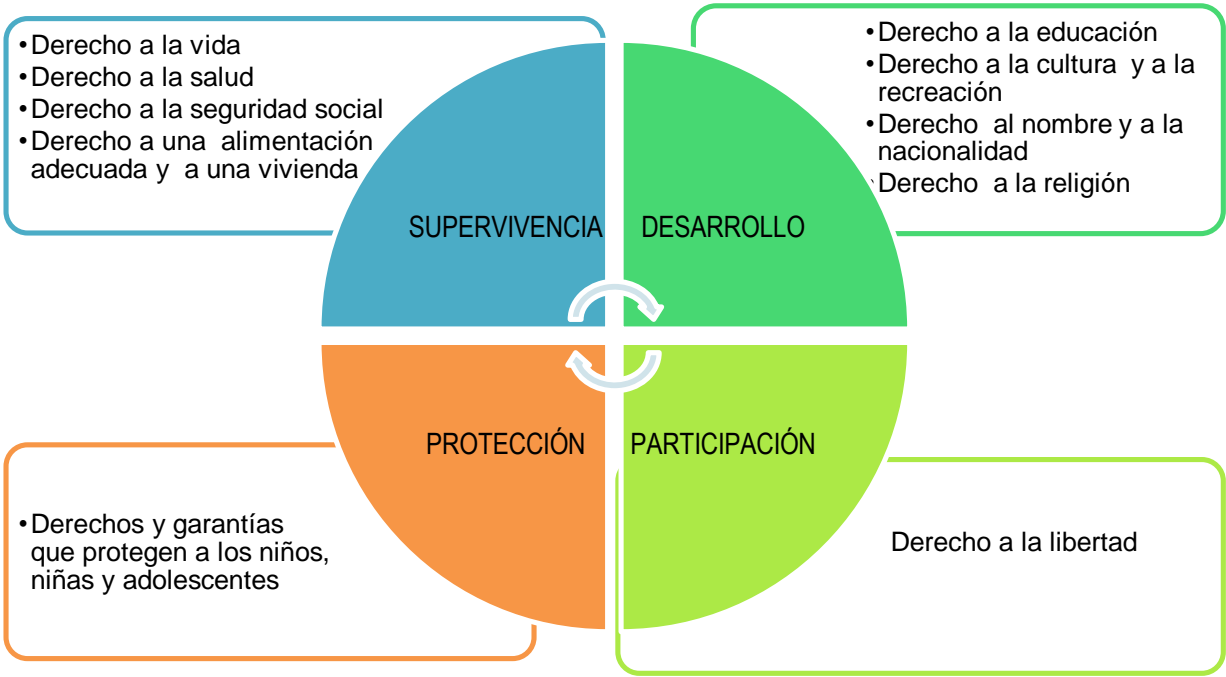 •Derecho a la vida
•Derecho a la salud
•Derecho a la seguridad social
•Derecho a una alimentación
adecuada y a una vivienda
•Derecho a la educación
•Derecho a la cultura y a la
recreación
•Derecho al nombre y a la
nacionalidad
•Derecho a la religión
SUPERVIVENCIA
DESARROLLO
PROTECCIÓN
PARTICIPACIÓN
•Derechos y garantías
que protegen a los niños,
niñas y adolescentes
Derecho a la libertad